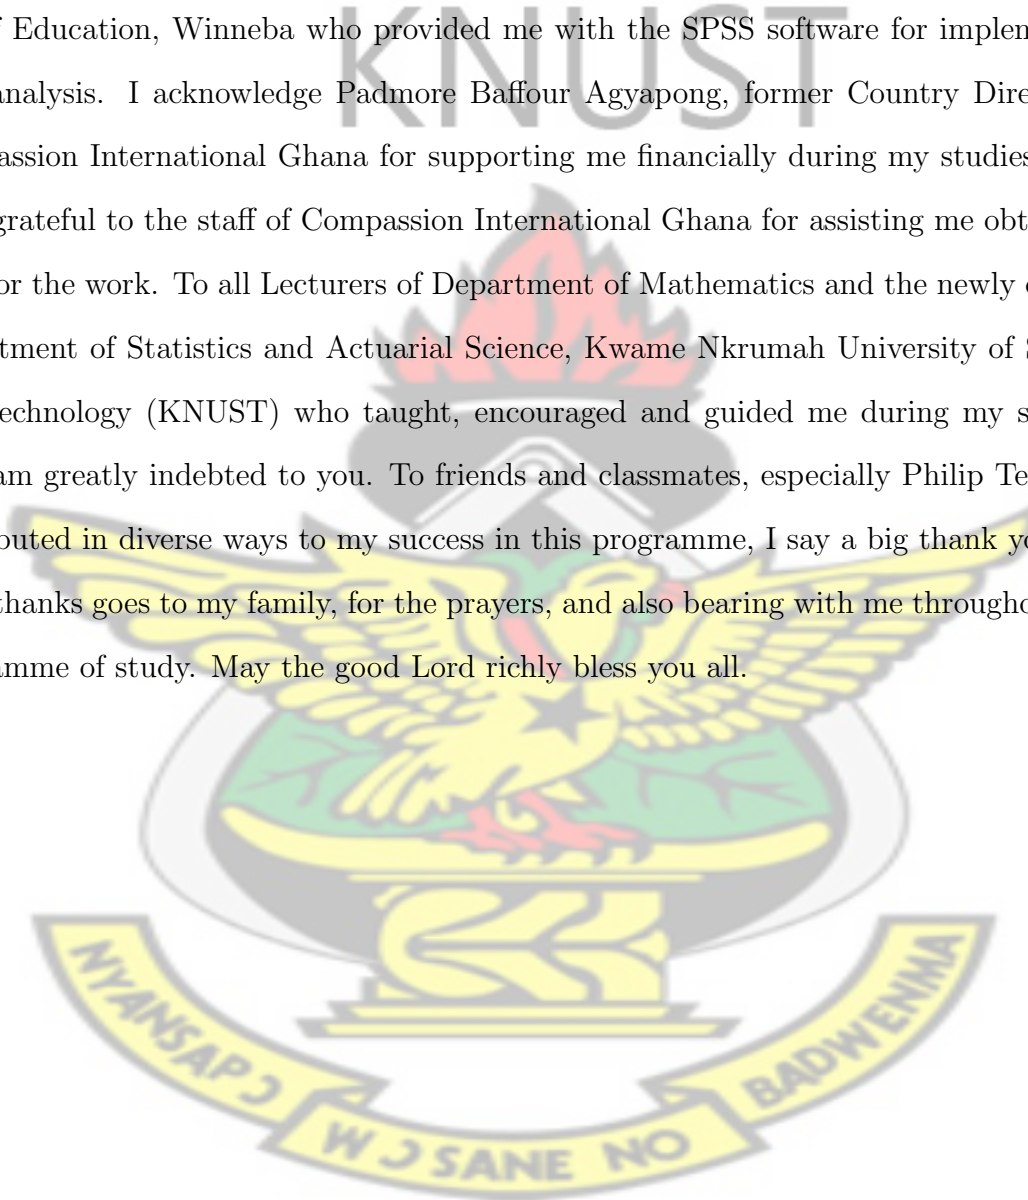 KNUST
f Education, Winneba who provided me with the SPSS software for implen
analysis. I acknowledge Padmore Baffour Agyapong, former Country Dire
assion International Ghana for supporting me financially during my studies
grateful to the staff of Compassion International Ghana for assisting me obt
or the work. To all Lecturers of Department of Mathematics and the newly
tment of Statistics and Actuarial Science, Kwame Nkrumah University of S
echnology (KNUST) who taught, encouraged and guided me during my s
am greatly indebted to you. To friends and classmates, especially Philip Te
outed in diverse ways to my success in this programme, I say a big thank yo
thanks goes to my family, for the prayers, and also bearing with me througho
amme of study. May the good Lord richly bless you all.
NYANSAPƆ
WƆSANE NO
BADWENMA